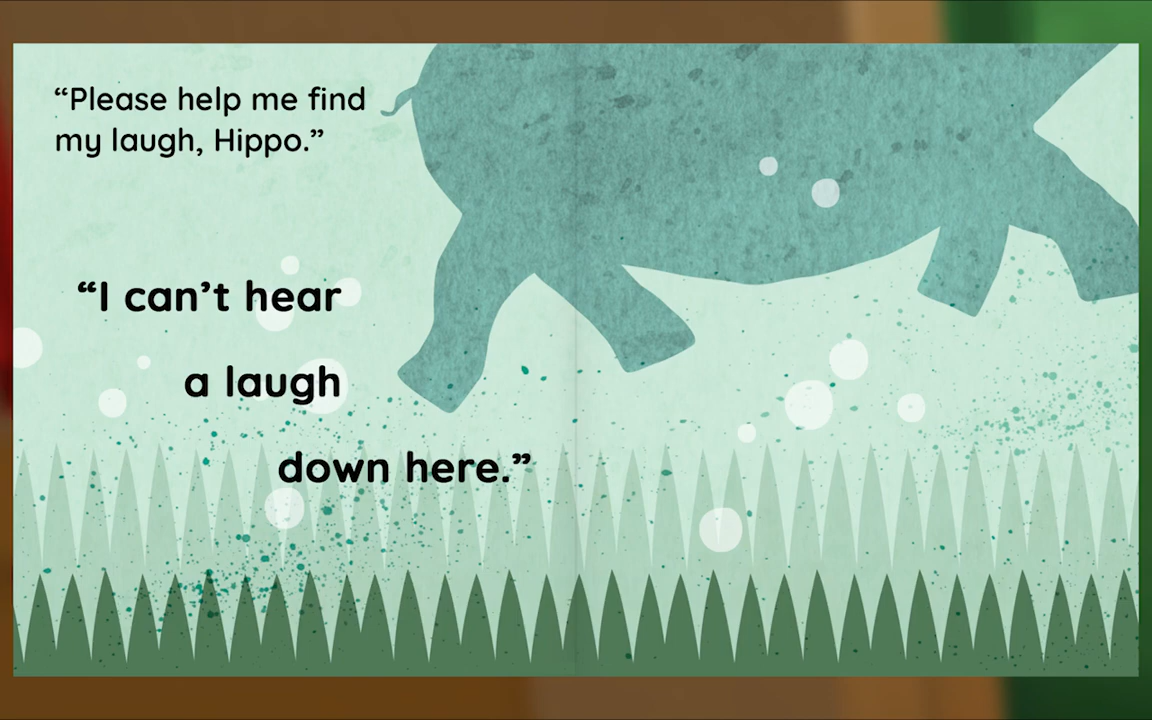 “Please help me find
my laugh, Hippo.”
“I can’t hear
a laugh
down here.”